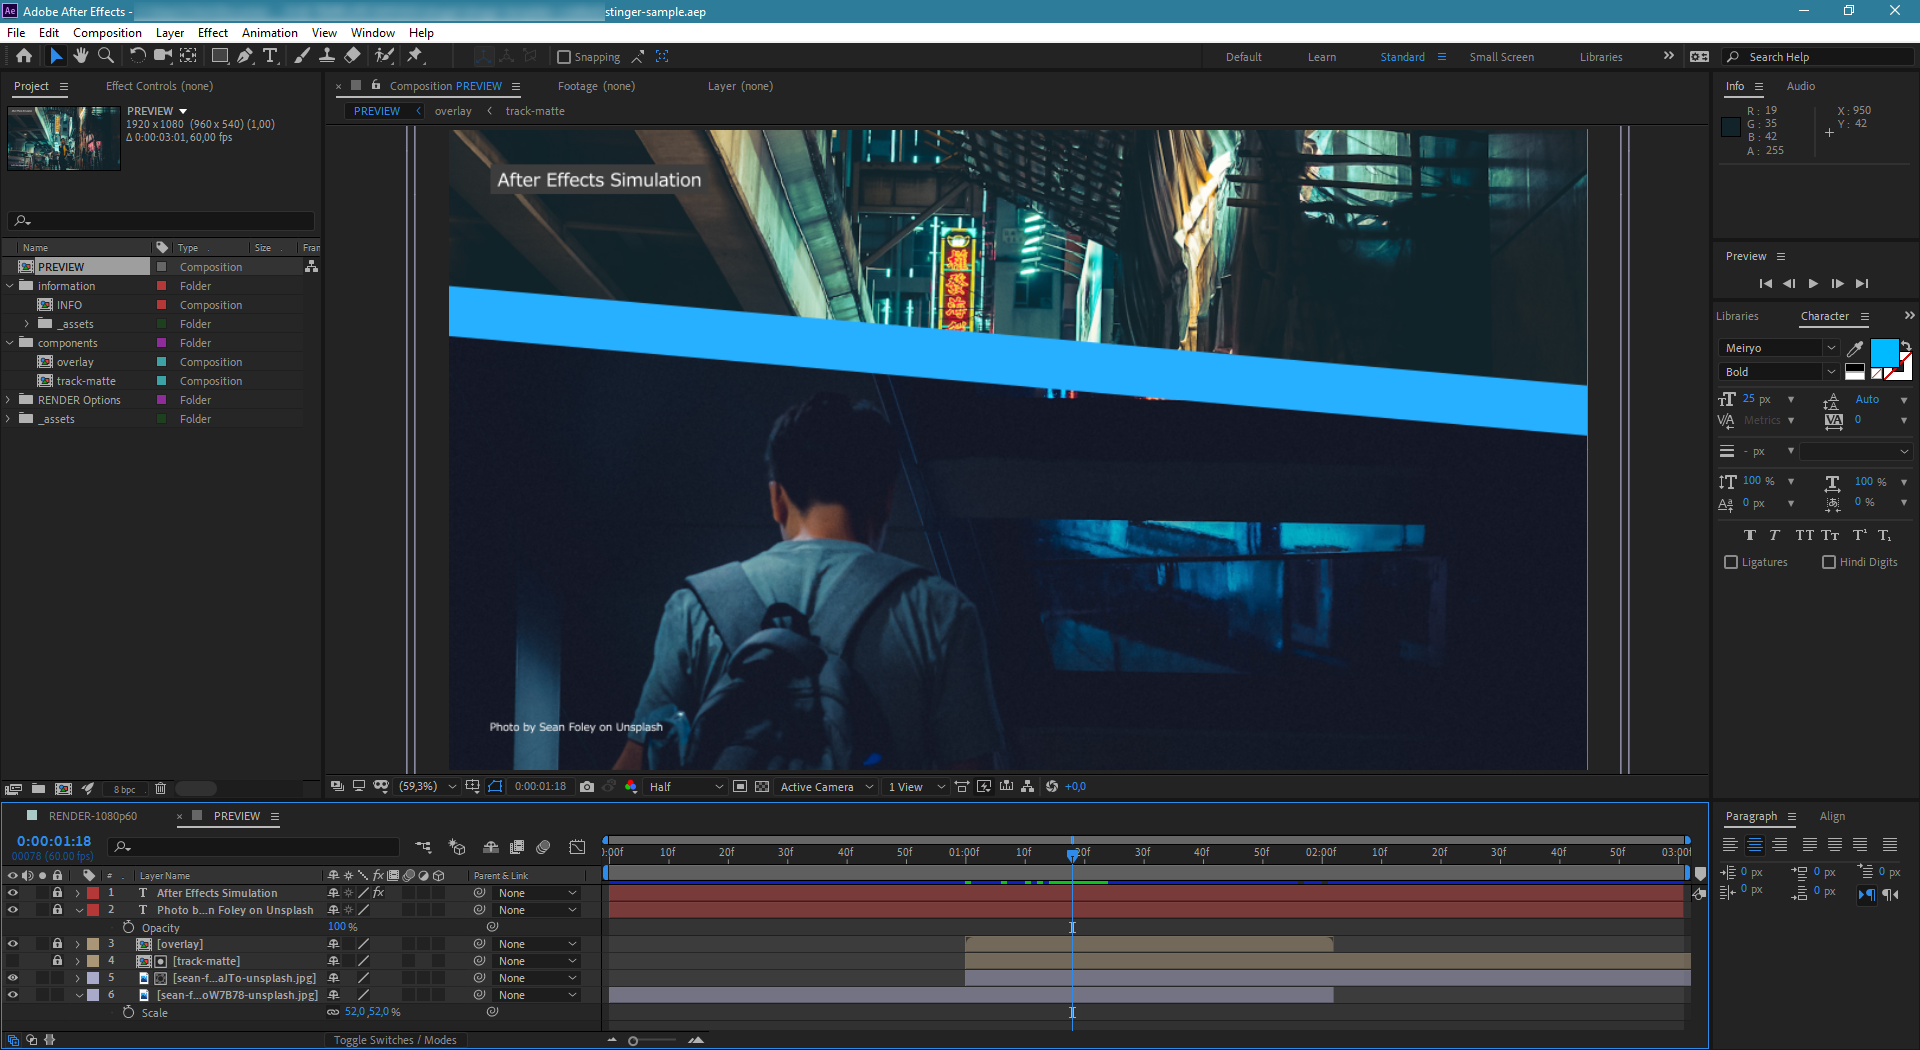 Adobe After Effects -
stinger-sample.aep
File Edit Composition Layer Effect Animation View Window Help
Snapping
Default Learn Standard Small Screen Libraries
Search Help
Project Effect Controls (none)
PREVIEW
1920 x 1080 (960 x 540) (1,00)
Δ 0:00:03:01, 60,00 fps
Name Type Size Fran
PREVIEW Composition
information Folder
INFO Composition
_assets Folder
components Folder
overlay Composition
track-matte Composition
RENDER Options Folder
_assets Folder
8 bpc
Composition PREVIEW Footage (none) Layer (none)
PREVIEW overlay track-matte
After Effects Simulation
Photo by Sean Foley on Unsplash
(59,3%) 0:00:01:18 Half Active Camera 1 View +0,0
Info Audio
R : 19 X : 950
G : 35 Y : 42
B : 42
A : 255
Preview
Libraries Character
Meiryo
Bold
25 px Auto
Metrics 0
- px
100 % 100 %
0 px 0 %
Ligatures Hindi Digits
RENDER-1080p60 PREVIEW
0:00:01:18
00078 (60.00 fps)
:00f 10f 20f 30f 40f 50f 01:00f 10f 20f 30f 40f 50f 02:00f 10f 20f 30f 40f 50f 03:00f
# Layer Name Parent & Link
1 After Effects Simulation None
2 Photo b...n Foley on Unsplash None
Opacity 100 %
3 [overlay] None
4 [track-matte] None
5 [sean-f...aJTo-unsplash.jpg] None
6 [sean-f...oW7B78-unsplash.jpg] None
Scale 52,0,52,0 %
Toggle Switches / Modes
Paragraph Align
0 px 0 px 0 px
0 px 0 px